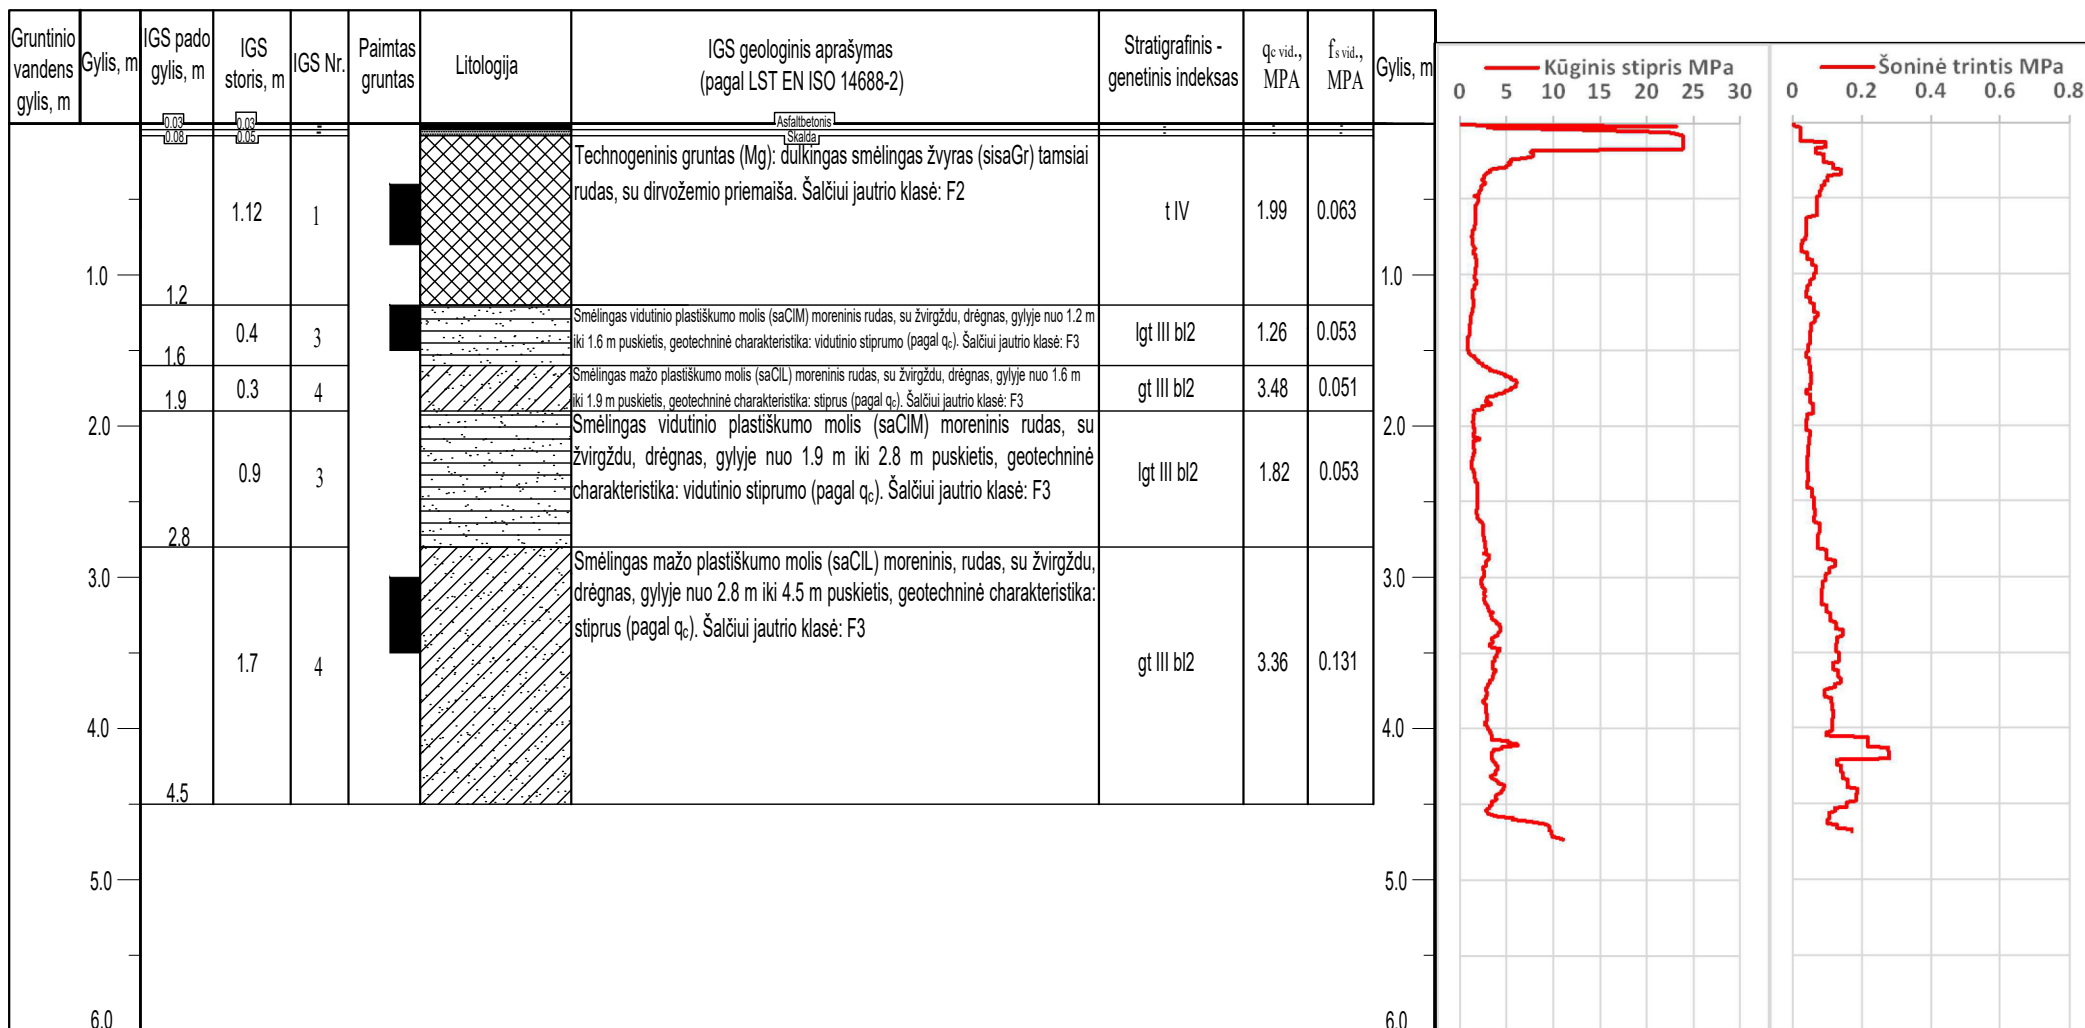 Gruntinio
vandens
gylis, m
Gylis, m
IGS pado
gylis, m
IGS
storis, m
IGS Nr.
Paimtas
gruntas
Litologija
IGS geologinis aprašymas
(pagal LST EN ISO 14688-2)
Stratigrafinis -
genetinis indeksas
qc vid.,
MPA
fs vid.,
MPA
Gylis, m
0.03
0.03
-
Asfaltbetonis
-
-
-
0.08
0.05
-
Skalda
-
-
-
1.2
1.12
1
Technogeninis gruntas (Mg): dulkingas smėlingas žvyras (sisaGr) tamsiai
rudas, su dirvožemio priemaiša. Šalčiui jautrio klasė: F2
t IV
1.99
0.063
1.6
0.4
3
Smėlingas vidutinio plastiškumo molis (saClM) moreninis rudas, su žvirgždu, drėgnas, gylyje nuo 1.2 m
iki 1.6 m puskietis, geotechninė charakteristika: vidutinio stiprumo (pagal qc). Šalčiui jautrio klasė: F3
lgt III bl2
1.26
0.053
1.9
0.3
4
Smėlingas mažo plastiškumo molis (saClL) moreninis rudas, su žvirgždu, drėgnas, gylyje nuo 1.6 m
iki 1.9 m puskietis, geotechninė charakteristika: stiprus (pagal qc). Šalčiui jautrio klasė: F3
gt III bl2
3.48
0.051
2.8
0.9
3
Smėlingas vidutinio plastiškumo molis (saClM) moreninis rudas, su
žvirgždu, drėgnas, gylyje nuo 1.9 m iki 2.8 m puskietis, geotechninė
charakteristika: vidutinio stiprumo (pagal qc). Šalčiui jautrio klasė: F3
lgt III bl2
1.82
0.053
4.5
1.7
4
Smėlingas mažo plastiškumo molis (saClL) moreninis, rudas, su žvirgždu,
drėgnas, gylyje nuo 2.8 m iki 4.5 m puskietis, geotechninė charakteristika:
stiprus (pagal qc). Šalčiui jautrio klasė: F3
gt III bl2
3.36
0.131
1.0
2.0
3.0
4.0
5.0
6.0
1.0
2.0
3.0
4.0
5.0
6.0
Kūginis stipris MPa
0 5 10 15 20 25 30
Šoninė trintis MPa
0 0.2 0.4 0.6 0.8